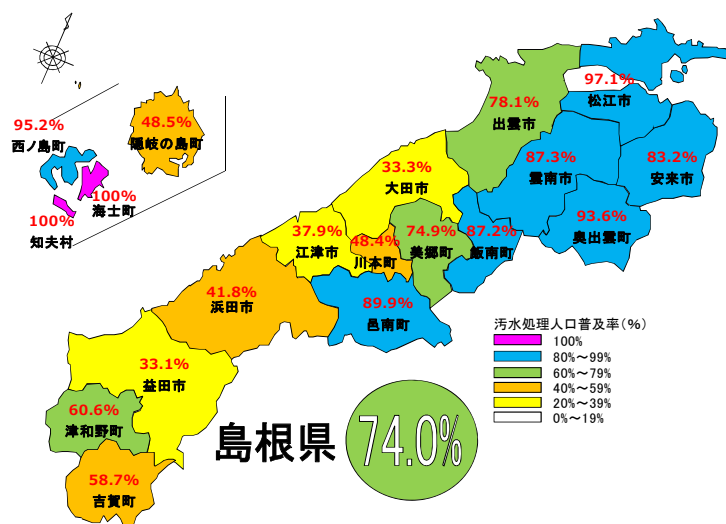 97.1%
松江市
78.1%
出雲市
95.2%
西ノ島町
48.5%
隠岐の島町
87.3%
雲南市
83.2%
安来市
33.3%
大田市
100%
海士町
100%
知夫村
93.6%
奥出雲町
37.9%
江津市
48.4%
川本町
74.9%
美郷町
87.2%
飯南町
41.8%
浜田市
89.9%
邑南町
33.1%
益田市
60.6%
津和野町
58.7%
吉賀町
島根県
74.0%
汚水処理人口普及率(%)
100%
80%～99%
60%～79%
40%～59%
20%～39%
0%～19%